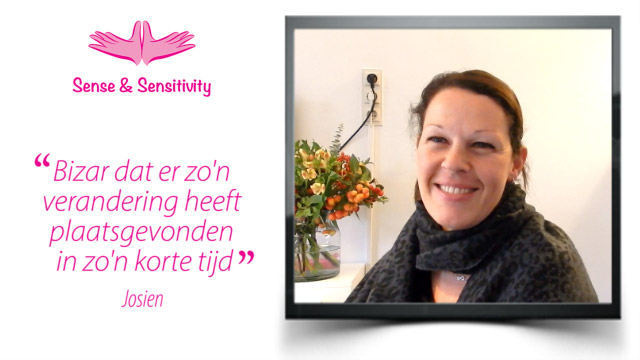 Sense & Sensitivity
“Bizar dat er zo'n
verandering heeft
plaatsgevonden
in zo'n korte tijd”
Josien